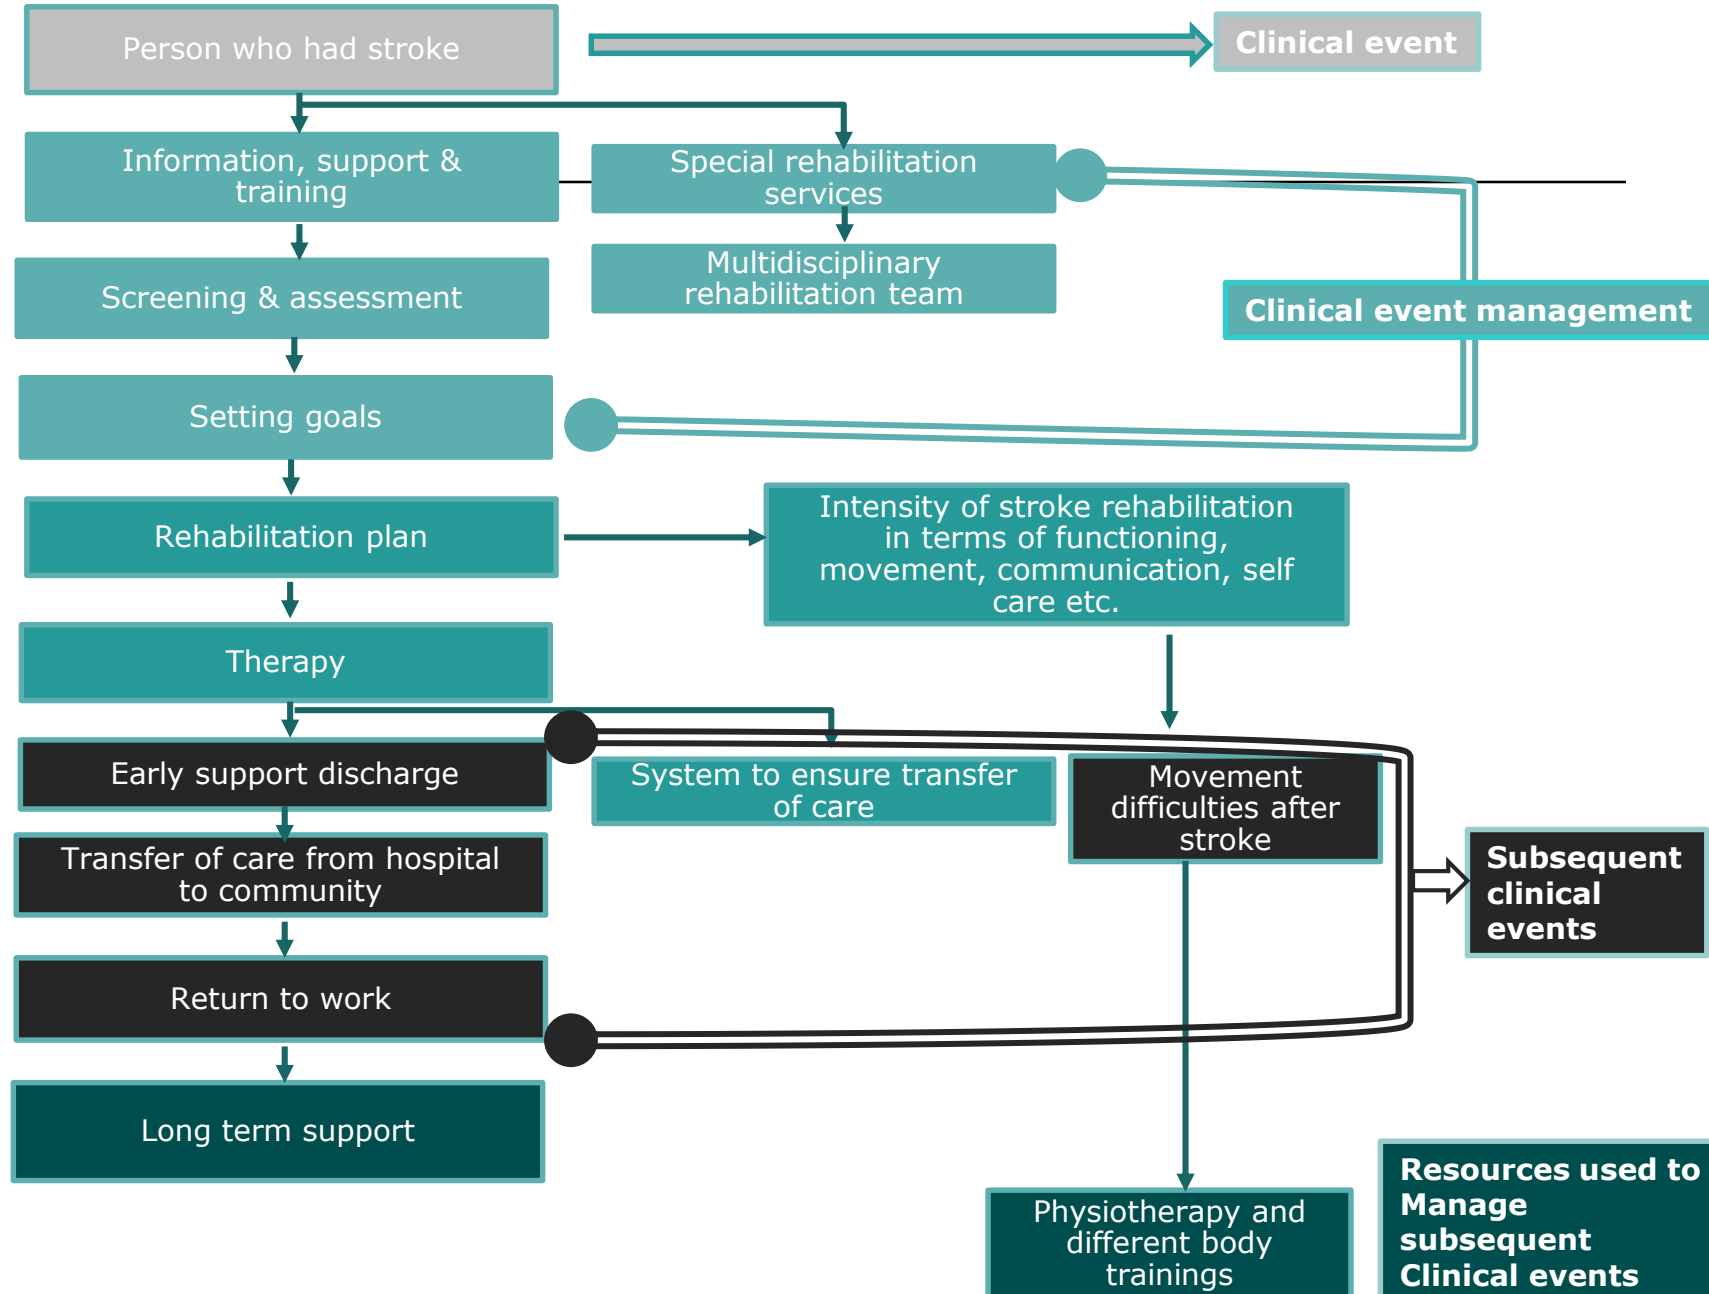 Person who had stroke
Clinical event
Information, support &
training
Special rehabilitation
services
Screening & assessment
Multidisciplinary
rehabilitation team
Clinical event management
Setting goals
Rehabilitation plan
Intensity of stroke rehabilitation
in terms of functioning,
movement, communication, self
care etc.
Therapy
Early support discharge
System to ensure transfer
of care
Movement
difficulties after
stroke
Transfer of care from hospital
to community
Subsequent
clinical
events
Return to work
Long term support
Physiotherapy and
different body
trainings
Resources used to
Manage
subsequent
Clinical events